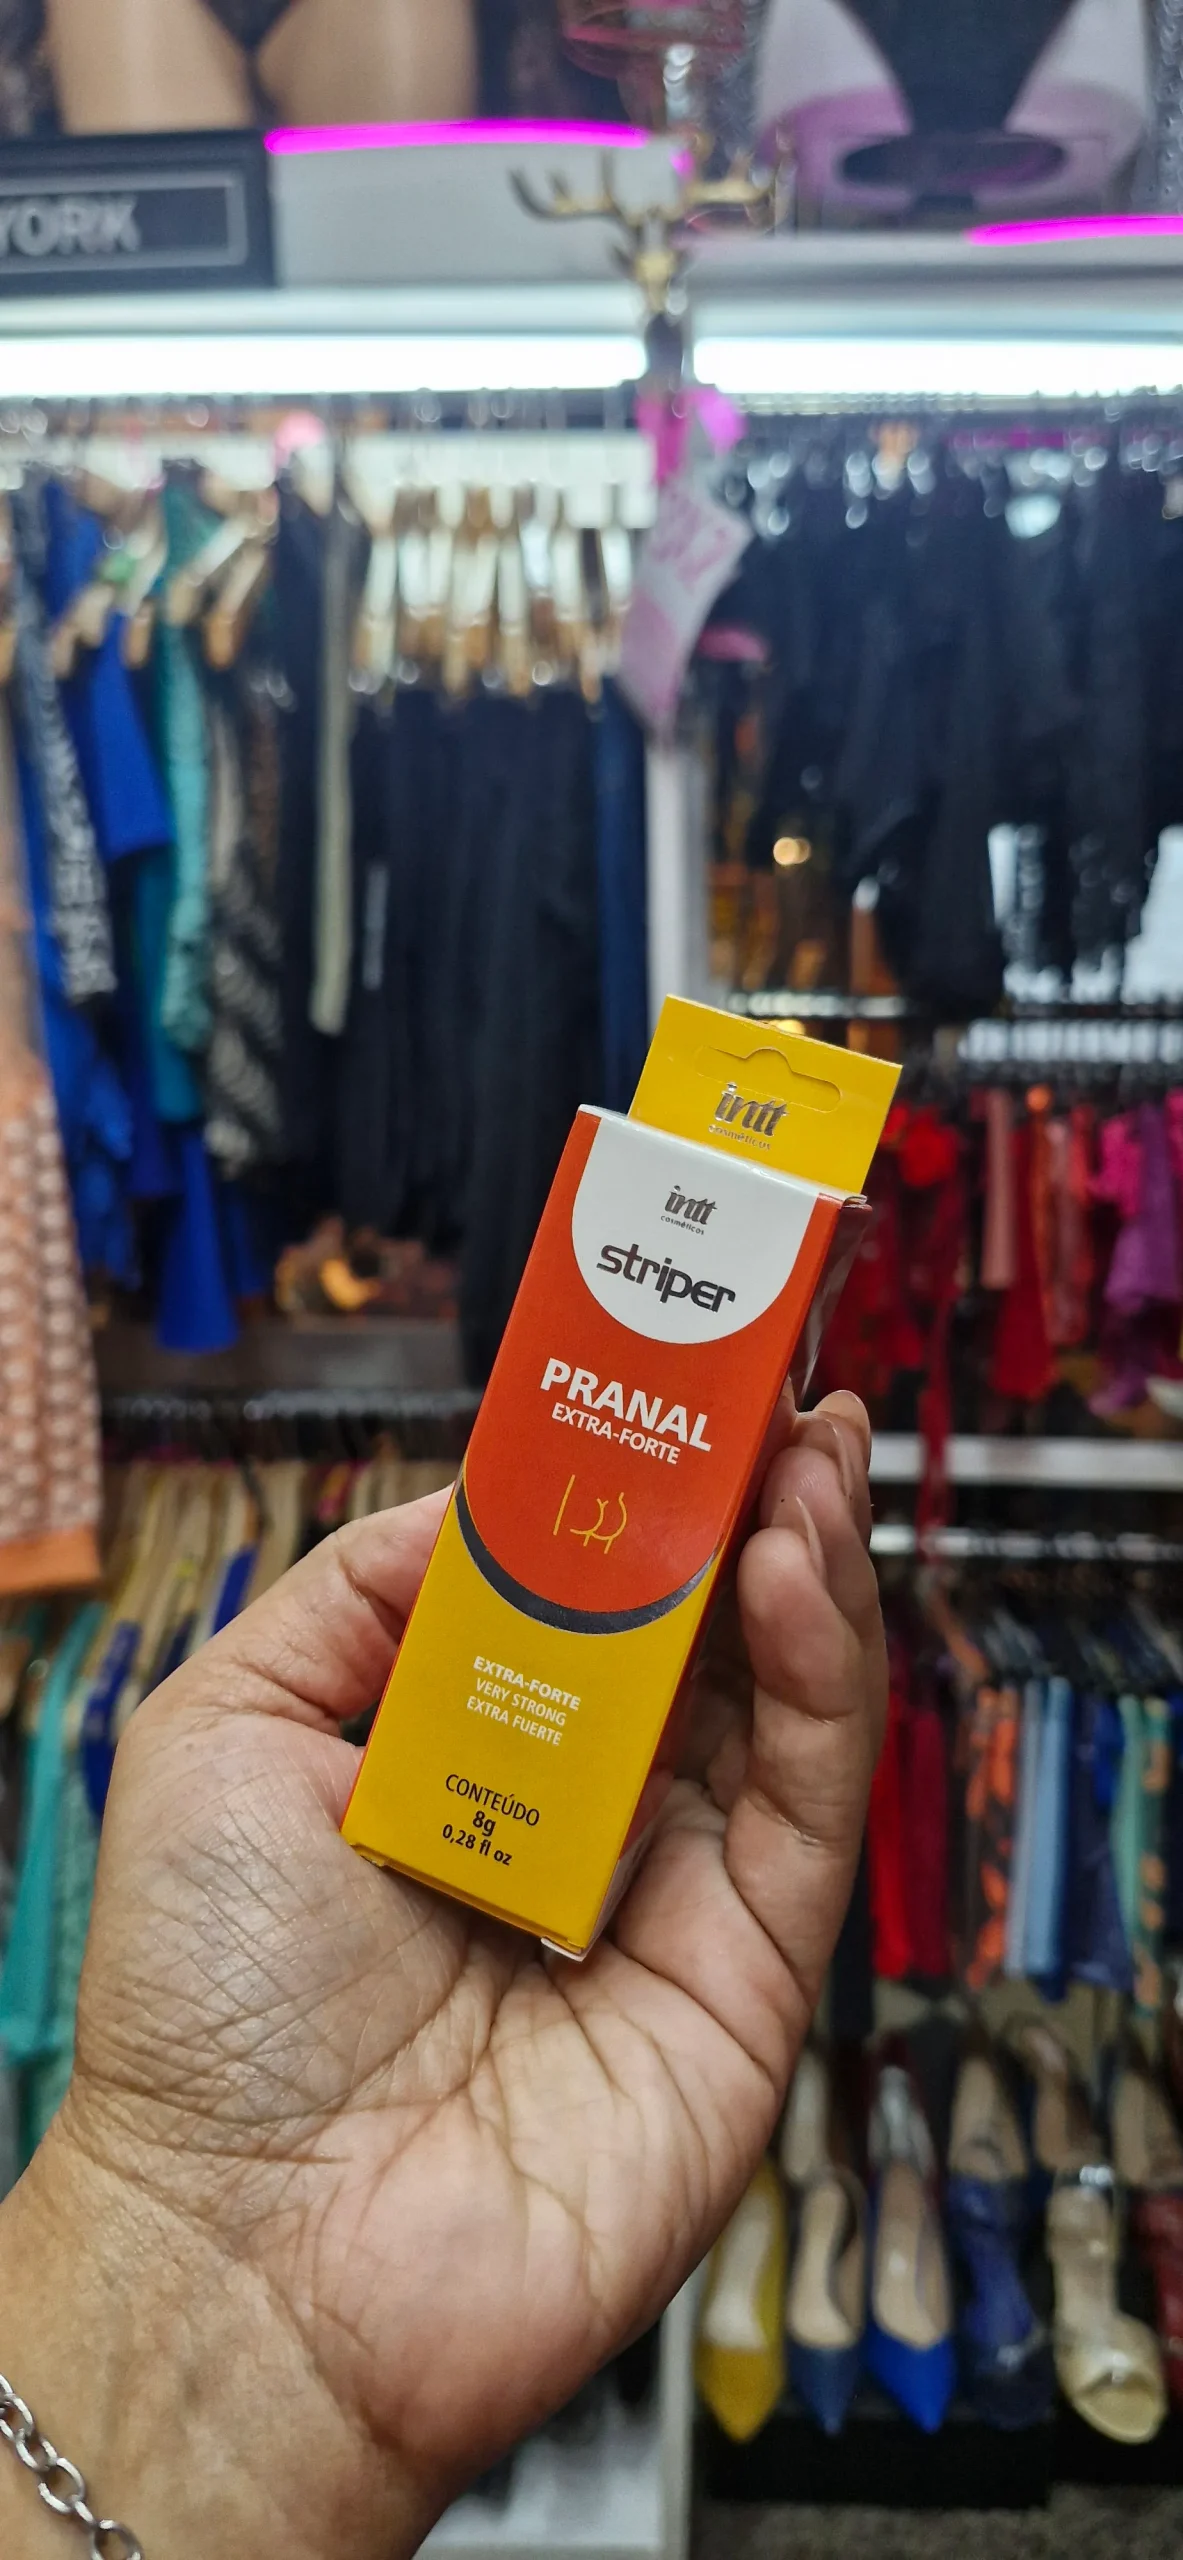 YORK
intt
cosméticos
intt
cosméticos
striper
PRANAL
EXTRA-FORTE
EXTRA-FORTE
VERY STRONG
EXTRA FUERTE
CONTEÚDO
8g
0,28 fl oz